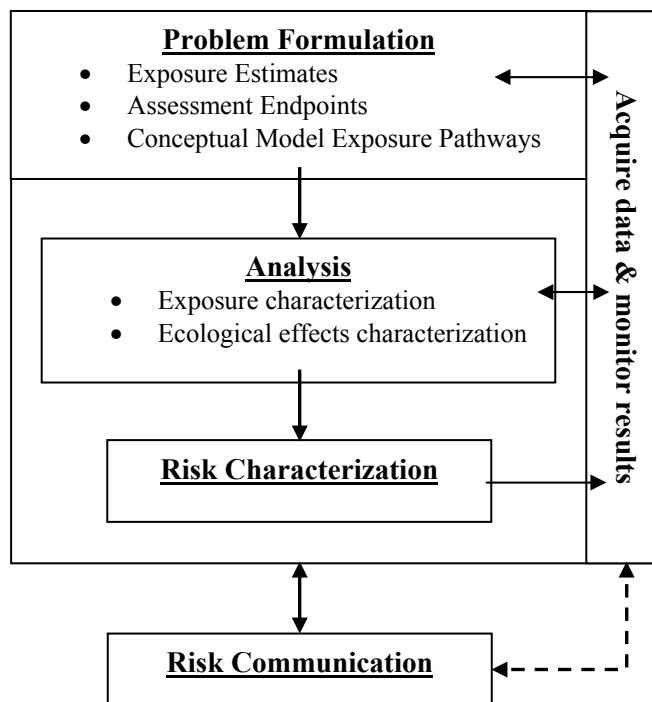 Problem Formulation
• Exposure Estimates
• Assessment Endpoints
• Conceptual Model Exposure Pathways
Acquire data & monitor results
Analysis
• Exposure characterization
• Ecological effects characterization
Risk Characterization
Risk Communication